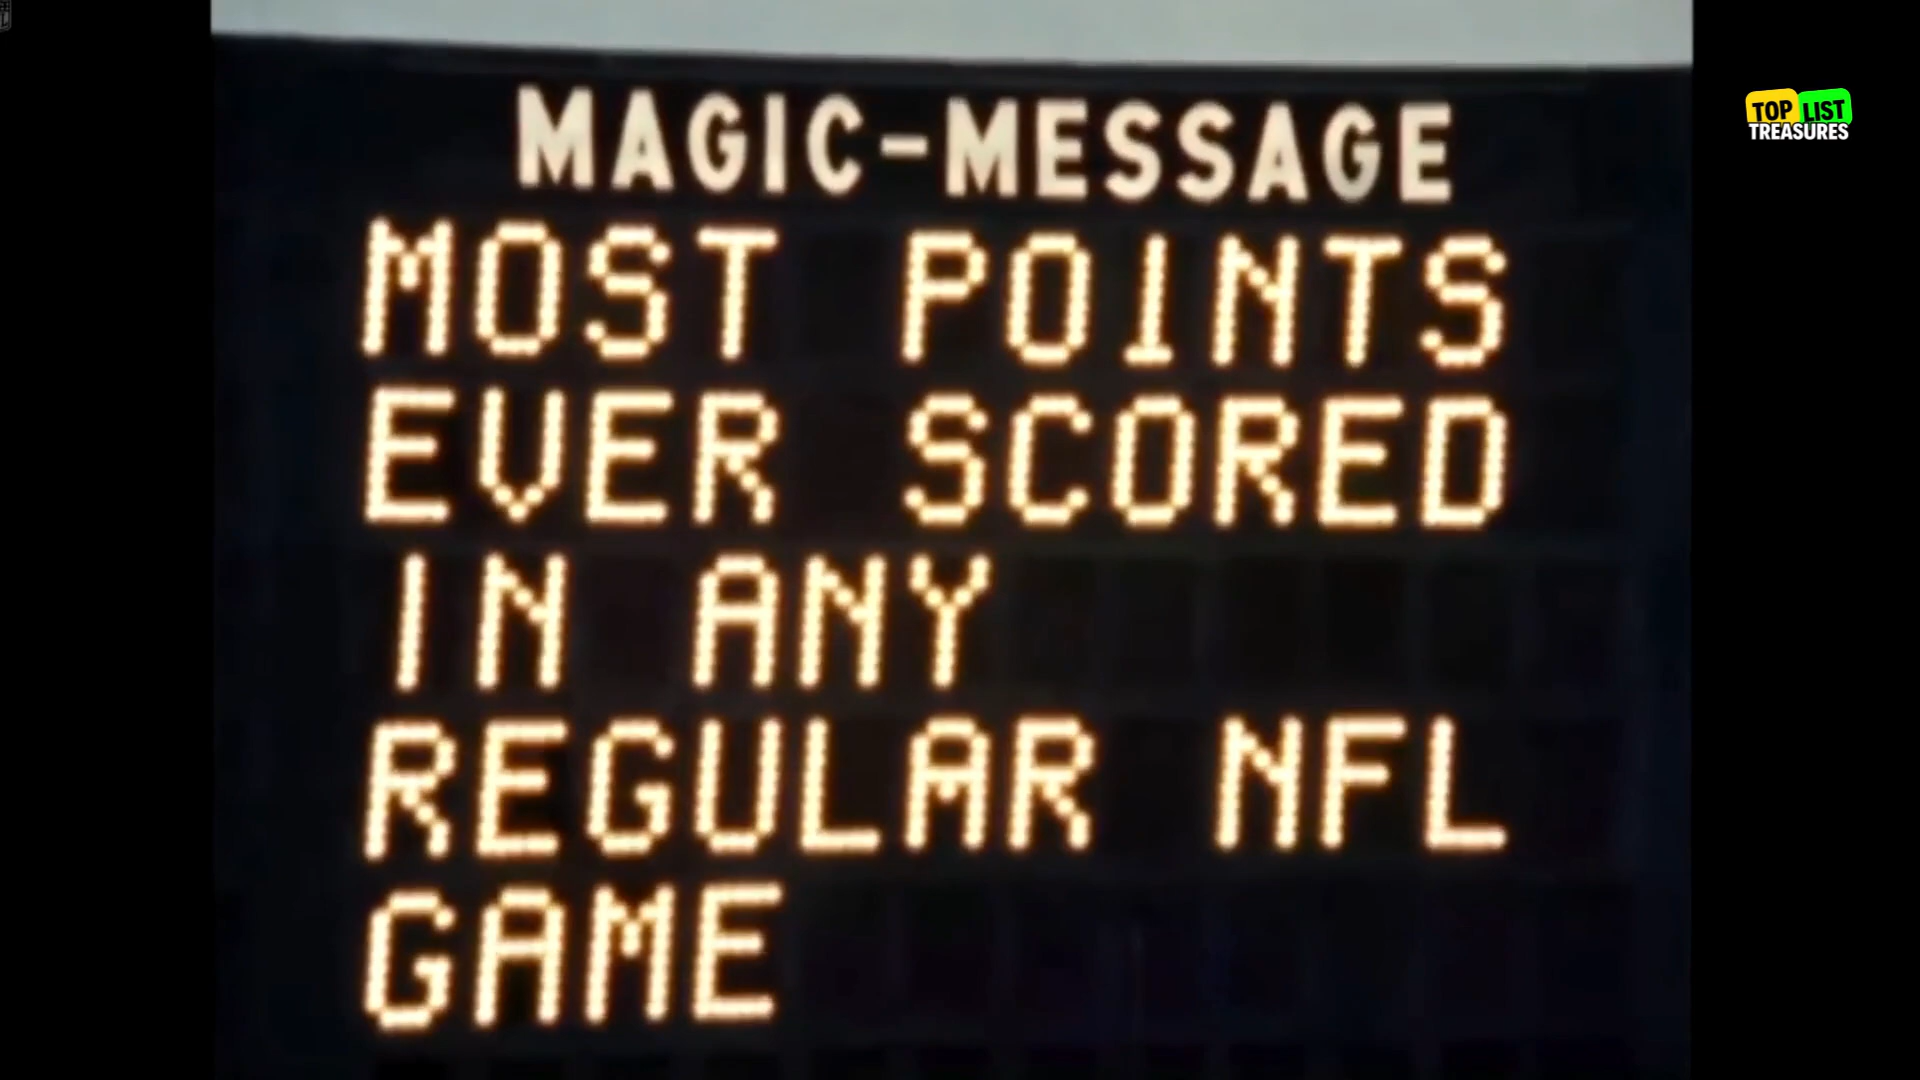 MAGIC-MESSAGE
MOST POINTS
EVER SCORED
IN ANY
REGULAR NFL
GAME
TOP LIST
TREASURES